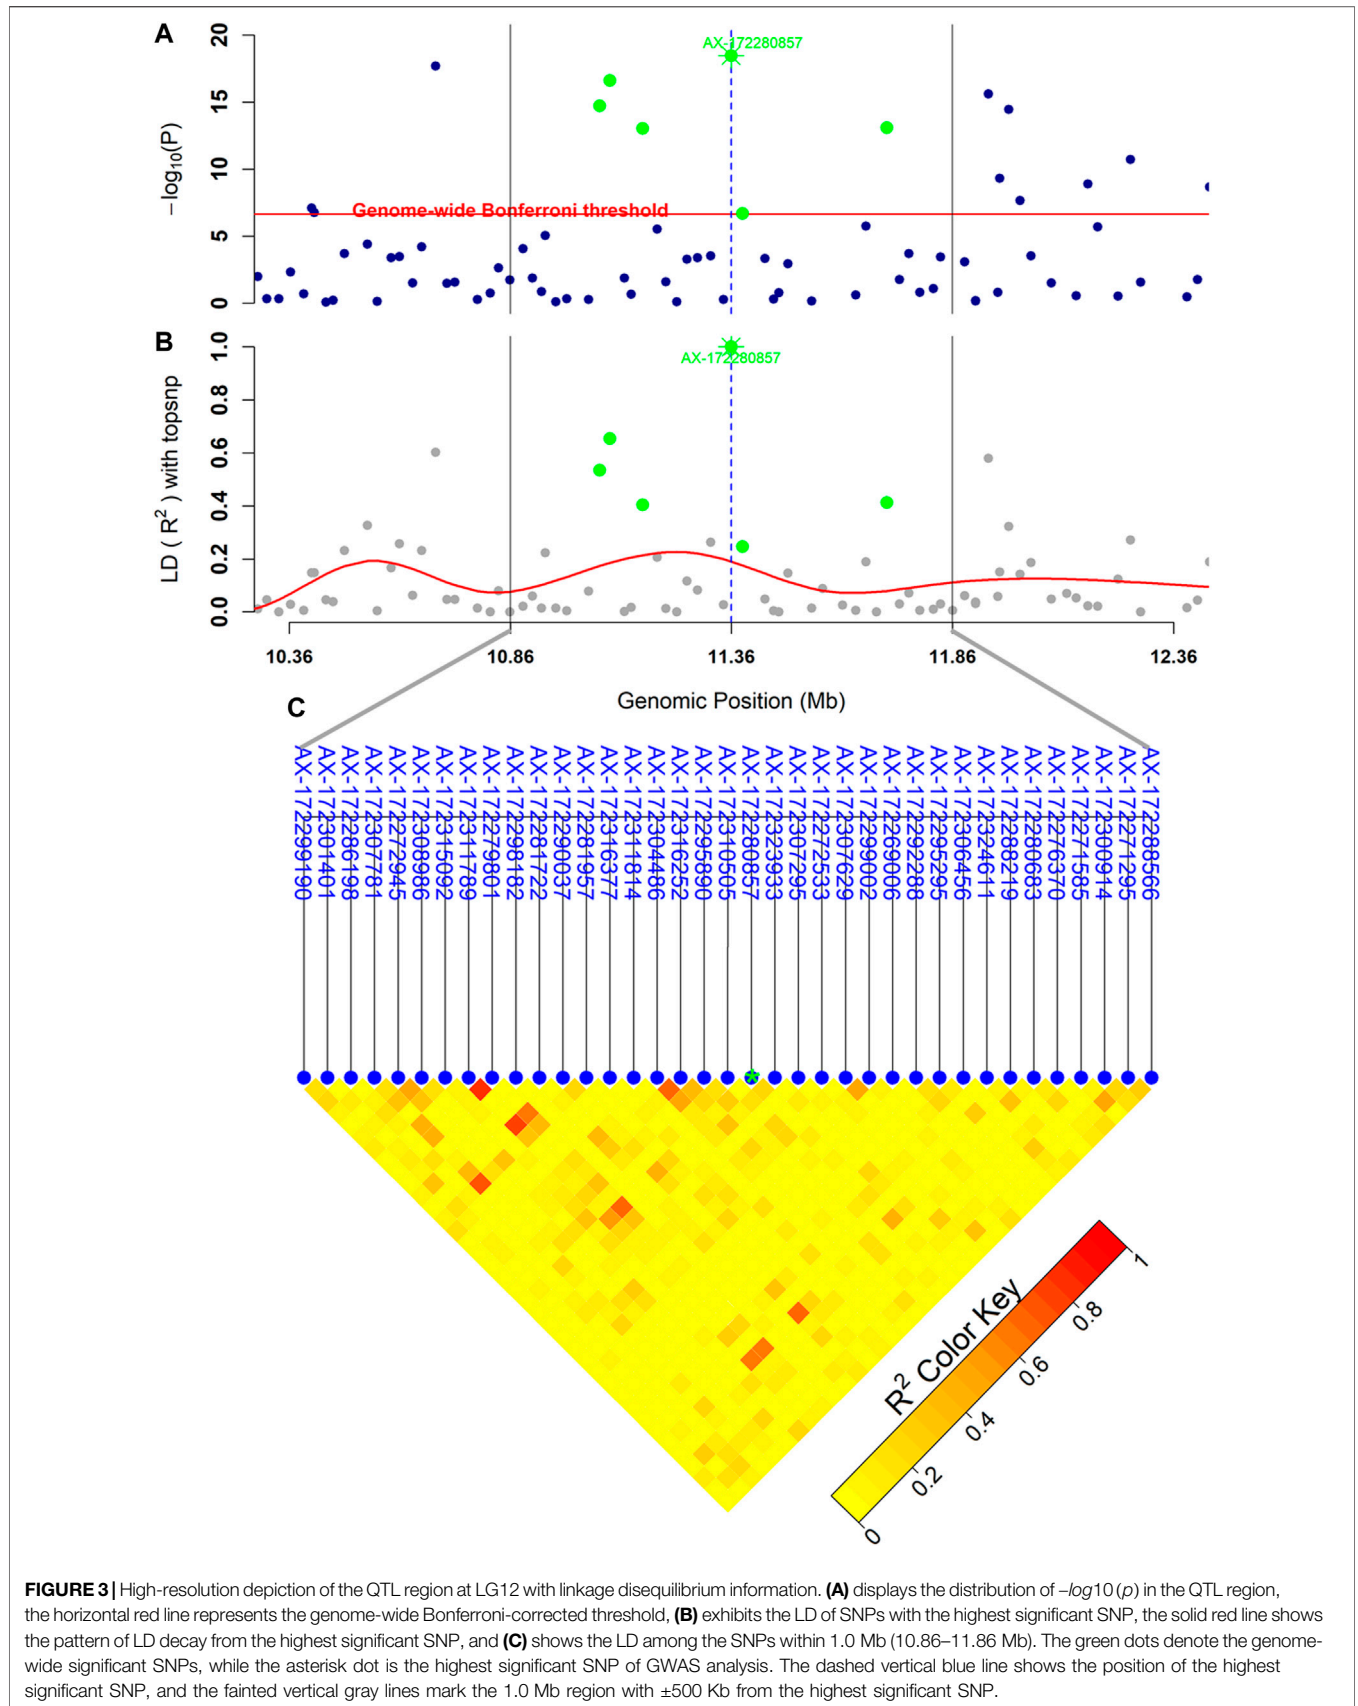 A
20
15
10
5
0
−log10(P)
AX-172280857
Genome-wide Bonferroni threshold
B
1.0
0.8
0.6
0.4
0.2
0.0
LD ( R2 ) with topsnp
AX-172280857
10.36 10.86 11.36 11.86 12.36
Genomic Position (Mb)
C
AX-172299190
AX-172301401
AX-172286198
AX-172307781
AX-172272945
AX-172308986
AX-172315092
AX-172311789
AX-172279801
AX-172298182
AX-172281722
AX-172290037
AX-172281957
AX-172316377
AX-172311814
AX-172304486
AX-172316252
AX-172295890
AX-172310505
AX-172280857
AX-172323933
AX-172307295
AX-172272533
AX-172307629
AX-172299002
AX-172269006
AX-172292288
AX-172295295
AX-172306456
AX-172324611
AX-172288219
AX-172280683
AX-172276370
AX-172271585
AX-172300914
AX-172271295
AX-172288566
R2 Color Key
0
0.2
0.4
0.6
0.8
1
FIGURE 3 | High-resolution depiction of the QTL region at LG12 with linkage disequilibrium information. (A) displays the distribution of –log10 (p) in the QTL region,
the horizontal red line represents the genome-wide Bonferroni-corrected threshold, (B) exhibits the LD of SNPs with the highest significant SNP, the solid red line shows
the pattern of LD decay from the highest significant SNP, and (C) shows the LD among the SNPs within 1.0 Mb (10.86–11.86 Mb). The green dots denote the genome-
wide significant SNPs, while the asterisk dot is the highest significant SNP of GWAS analysis. The dashed vertical blue line shows the position of the highest
significant SNP, and the fainted vertical gray lines mark the 1.0 Mb region with ±500 Kb from the highest significant SNP.